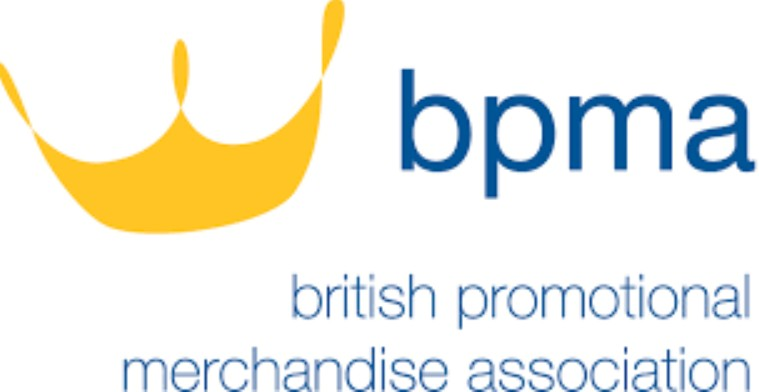 bpma
british promotional
merchandise association